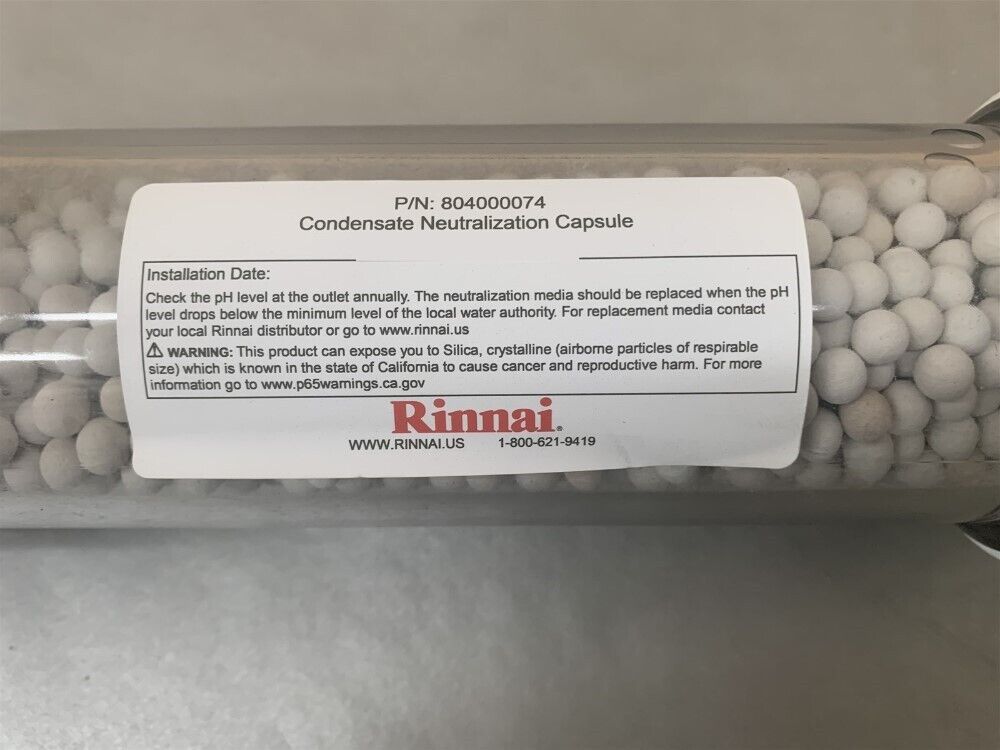 P/N: 804000074
Condensate Neutralization Capsule
Installation Date:
Check the pH level at the outlet annually. The neutralization media should be replaced when the pH
level drops below the minimum level of the local water authority. For replacement media contact
your local Rinnai distributor or go to www.rinnai.us
⚠ WARNING: This product can expose you to Silica, crystalline (airborne particles of respirable
size) which is known in the state of California to cause cancer and reproductive harm. For more
information go to www.p65warnings.ca.gov
Rinnai.
WWW.RINNAI.US 1-800-621-9419